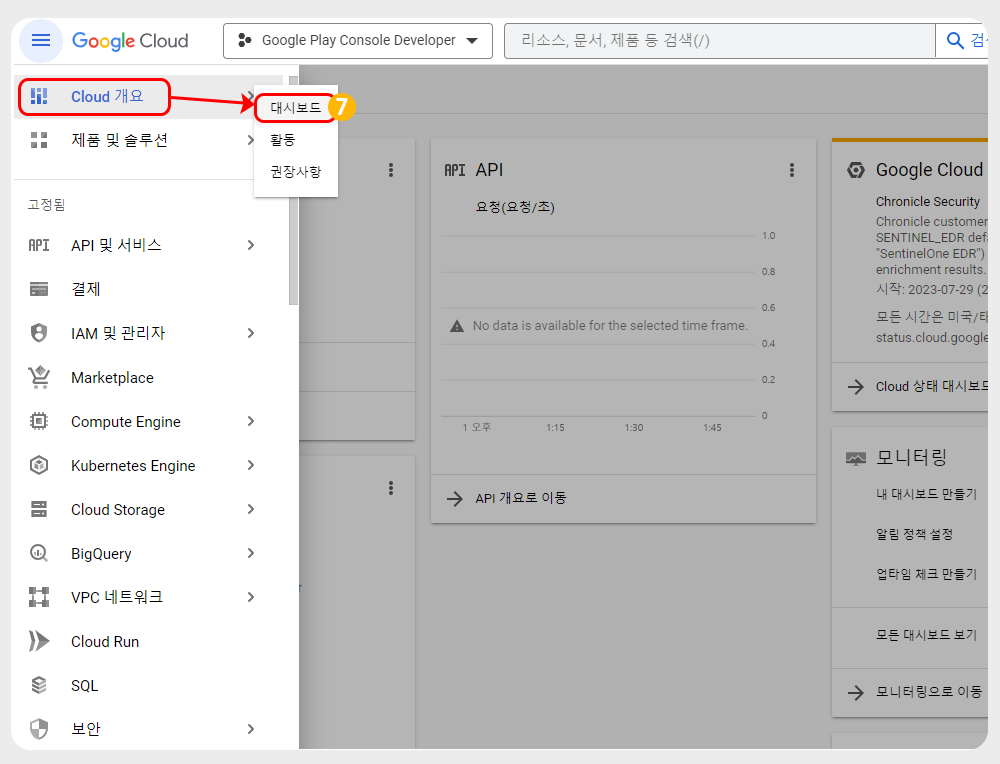 Google Cloud
Google Play Console Developer
리소스, 문서, 제품 등 검색(/)
Cloud 개요
대시보드
7
활동
권장사항
제품 및 솔루션
고정됨
API 및 서비스
결제
IAM 및 관리자
Marketplace
Compute Engine
Kubernetes Engine
Cloud Storage
BigQuery
VPC 네트워크
Cloud Run
SQL
보안
API API
요청(요청/초)
1.0
0.8
0.6
No data is available for the selected time frame.
0.4
0.2
0
1 오후
1:15
1:30
1:45
API 개요로 이동
Google Cloud
Chronicle Security
Chronicle custome
SENTINEL_EDR def
"SentinelOne EDR")
enrichment results.
시작: 2023-07-29 (2
모든 시간은 미국/태
status.cloud.google
Cloud 상태 대시보드
모니터링
내 대시보드 만들기
알림 정책 설정
업타임 체크 만들기
모든 대시보드 보기
모니터링으로 이동